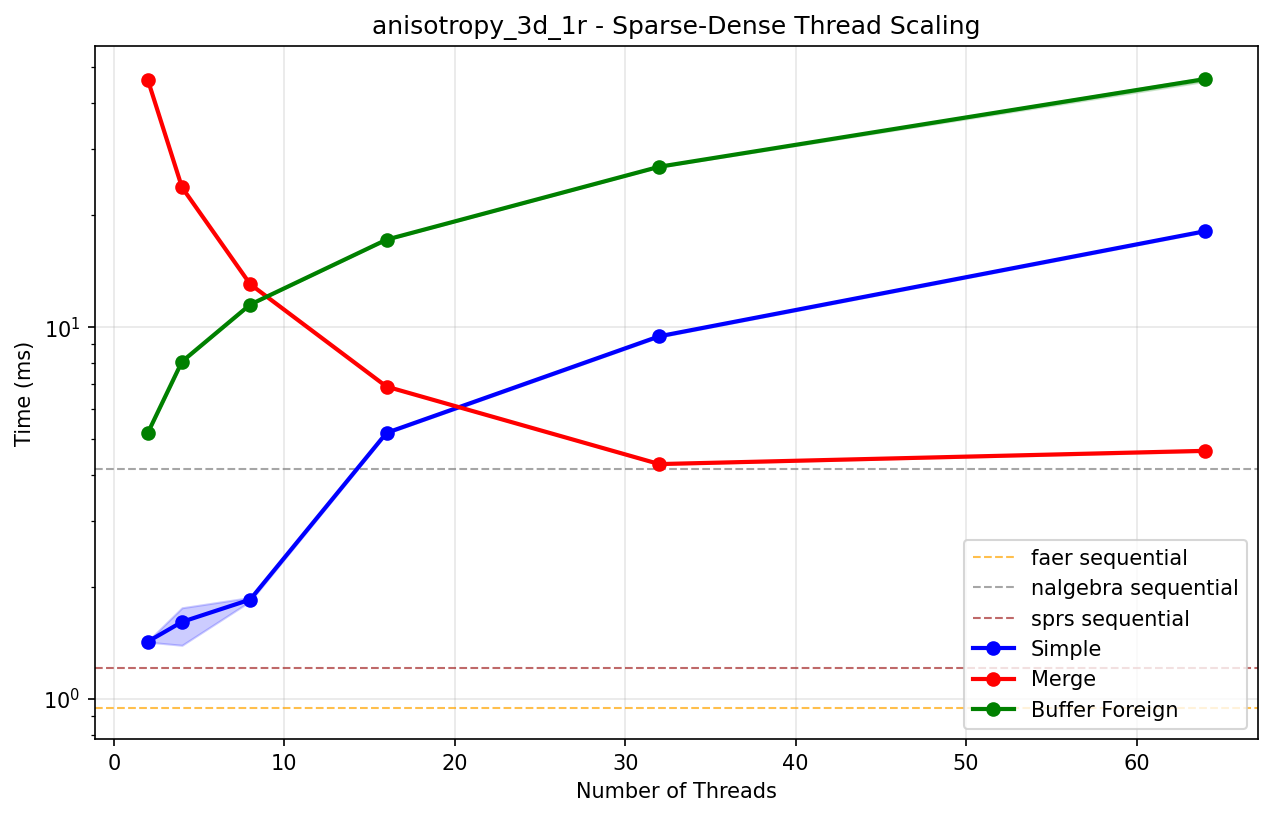 anisotropy_3d_1r - Sparse-Dense Thread Scaling
Time (ms)
10¹
10⁰
0 10 20 30 40 50 60
Number of Threads
faer sequential
nalgebra sequential
sprs sequential
Simple
Merge
Buffer Foreign